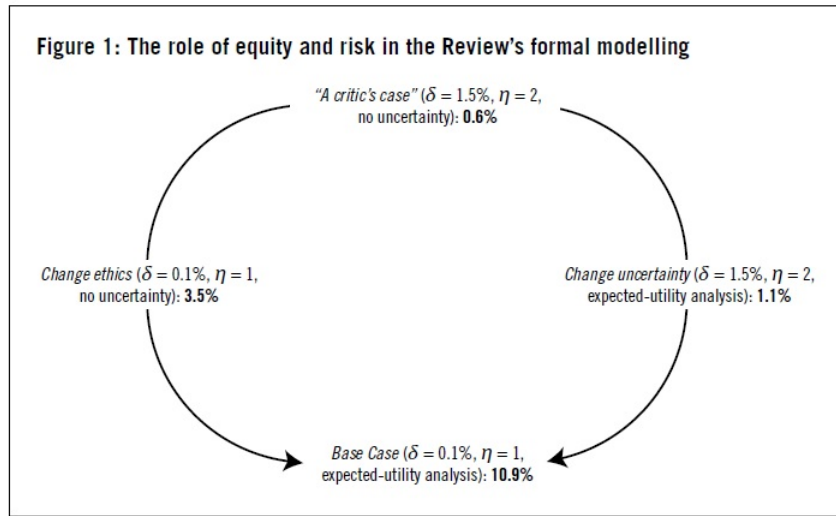 Figure 1: The role of equity and risk in the Review's formal modelling
“A critic's case” (δ = 1.5%, η = 2,
no uncertainty): 0.6%
Change ethics (δ = 0.1%, η = 1,
no uncertainty): 3.5%
Change uncertainty (δ = 1.5%, η = 2,
expected-utility analysis): 1.1%
Base Case (δ = 0.1%, η = 1,
expected-utility analysis): 10.9%